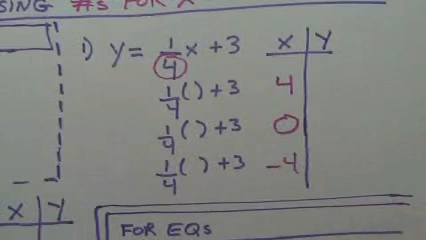 SING #s FOR X
1) y = 1/4 x + 3 X Y
1/4 ( ) + 3 4
1/4 ( ) + 3 0
1/4 ( ) + 3 -4
X Y
FOR EQs